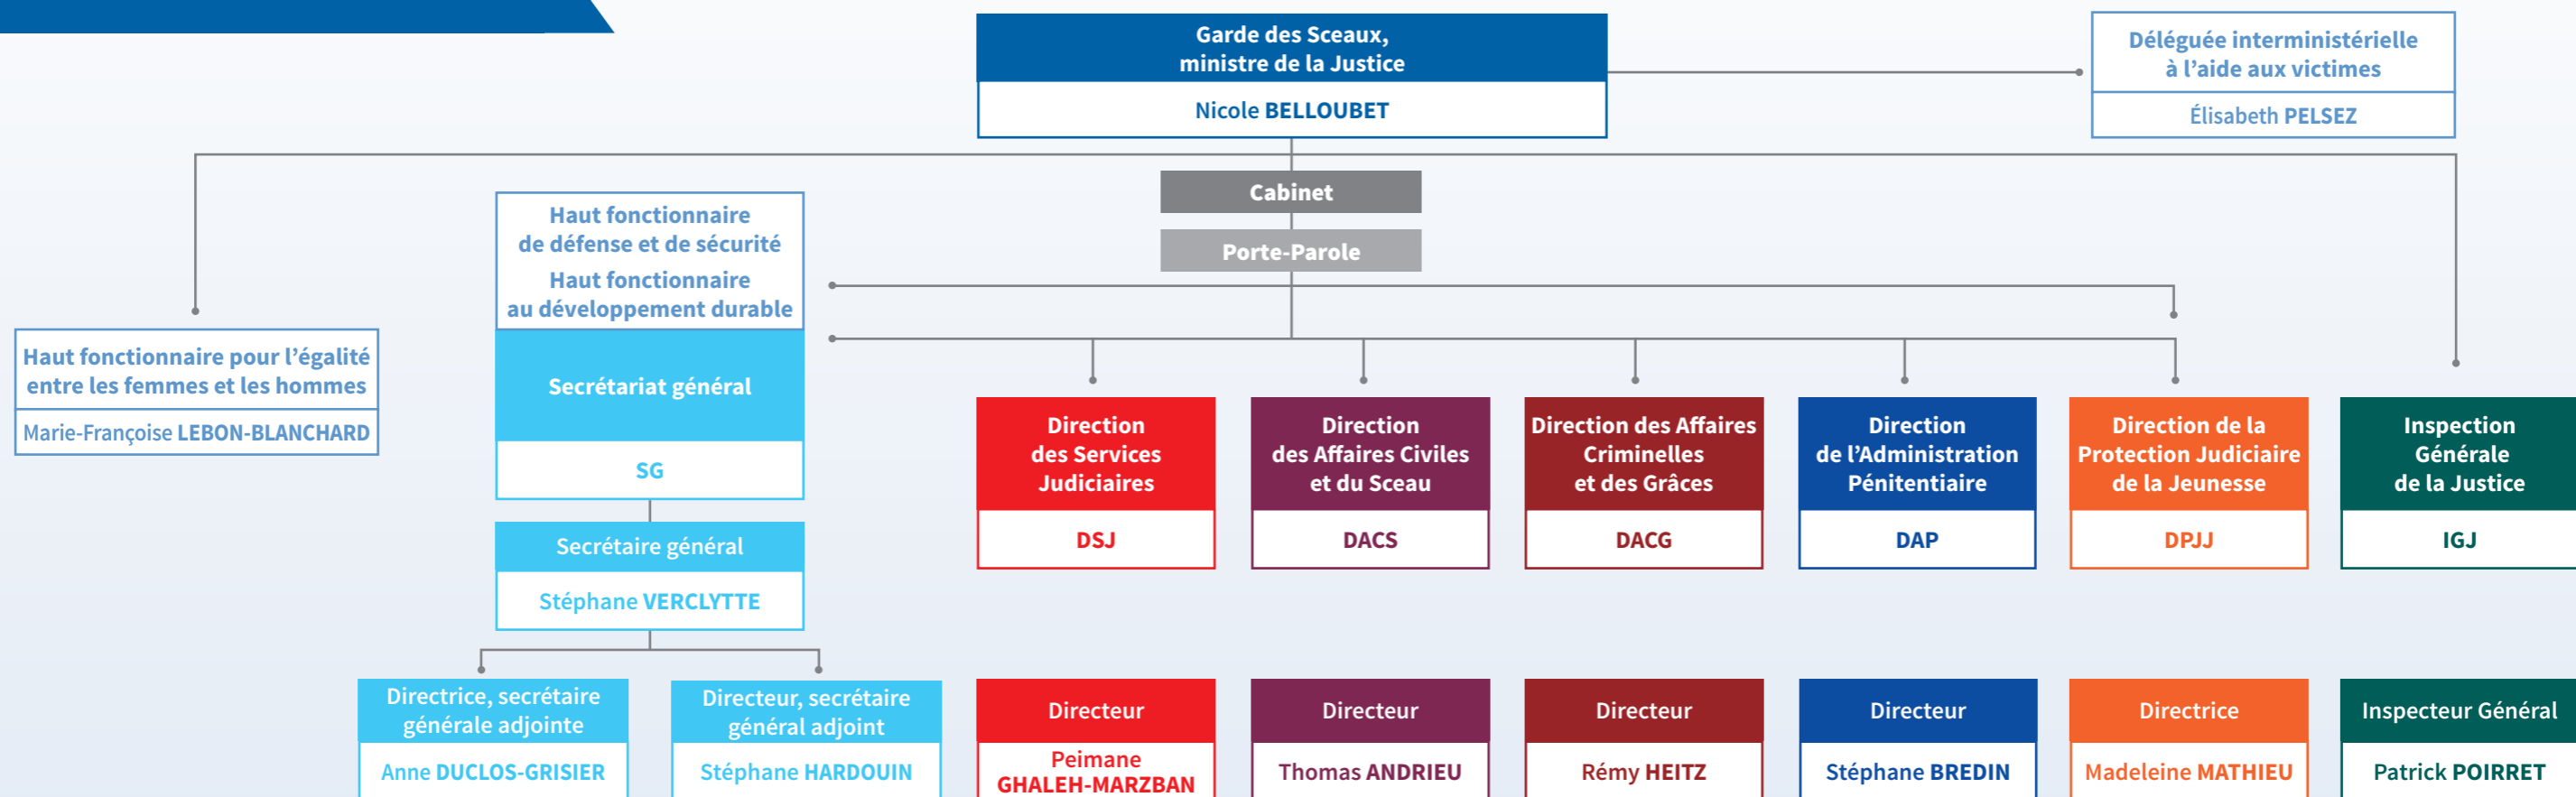 Garde des Sceaux,
ministre de la Justice
Nicole BELLOUBET
Déléguée interministérielle
à l’aide aux victimes
Élisabeth PELSEZ
Cabinet
Porte-Parole
Haut fonctionnaire
de défense et de sécurité
Haut fonctionnaire
au développement durable
Haut fonctionnaire pour l’égalité
entre les femmes et les hommes
Marie-Françoise LEBON-BLANCHARD
Secrétariat général
SG
Secrétaire général
Stéphane VERCLYTTE
Directrice, secrétaire
générale adjointe
Anne DUCLOS-GRISIER
Directeur, secrétaire
général adjoint
Stéphane HARDOUIN
Direction
des Services
Judiciaires
DSJ
Directeur
Peimane
GHALEH-MARZBAN
Direction
des Affaires Civiles
et du Sceau
DACS
Directeur
Thomas ANDRIEU
Direction des Affaires
Criminelles
et des Grâces
DACG
Directeur
Rémy HEITZ
Direction
de l’Administration
Pénitentiaire
DAP
Directeur
Stéphane BREDIN
Direction de la
Protection Judiciaire
de la Jeunesse
DPJJ
Directrice
Madeleine MATHIEU
Inspection
Générale
de la Justice
IGJ
Inspecteur Général
Patrick POIRRET